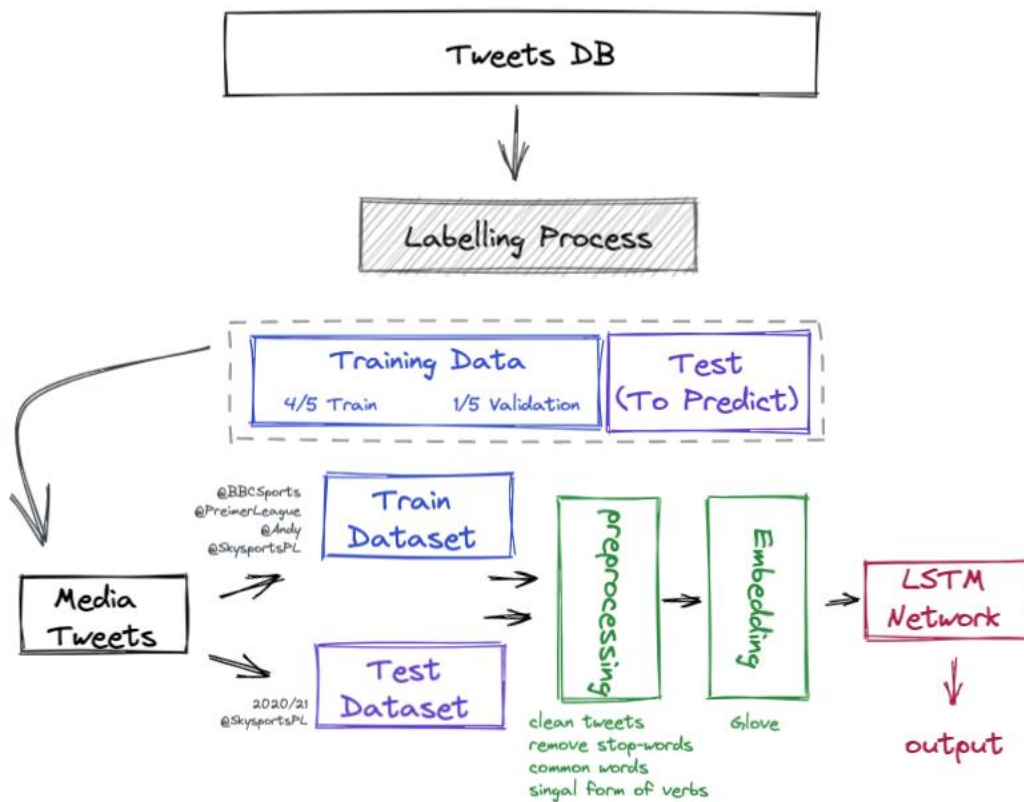 Tweets DB
Labelling Process
Training Data
4/5 Train
1/5 Validation
Test
(To Predict)
@BBCSports
@PreimerLeague
@Andy
@SkysportsPL
Train
Dataset
Media
Tweets
2020/21
@SkysportsPL
Test
Dataset
preprocessing
clean tweets
remove stop-words
common words
singal form of verbs
Embedding
Glove
LSTM
Network
output